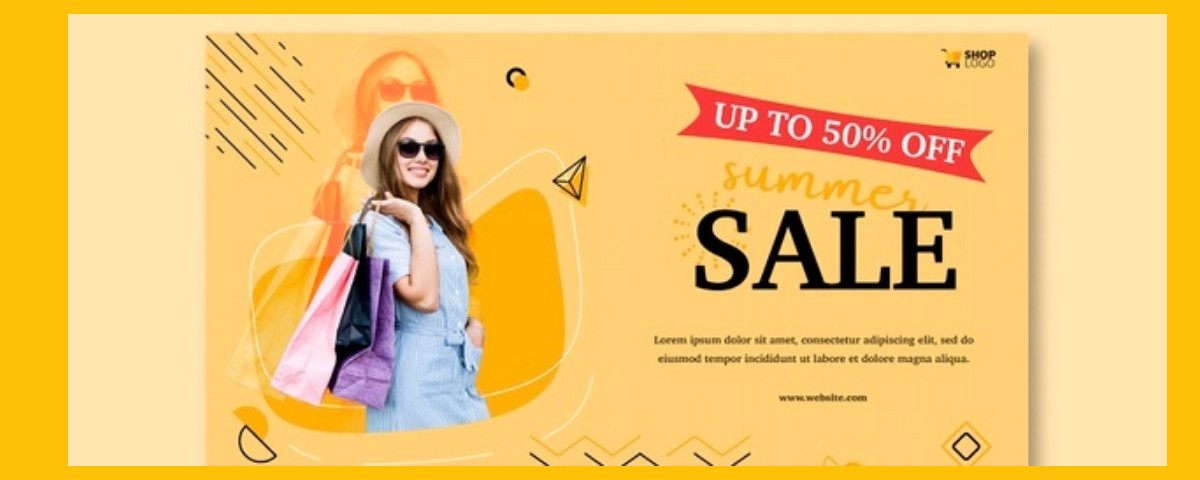 SHOP
LOGO
UP TO 50% OFF
summer
SALE
Lorem ipsum dolor sit amet, consectetur adipiscing elit, sed do
eiusmod tempor incididunt ut labore et dolore magna aliqua.
www.website.com